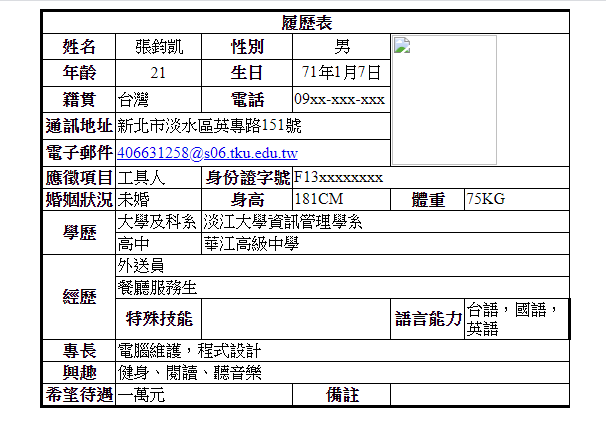 履歷表
姓名 張鈞凱 性別 男
年齡 21 生日 71年1月7日
籍貫 台灣 電話 09xx-xxx-xxx
通訊地址 新北市淡水區英專路151號
電子郵件 406631258@s06.tku.edu.tw
應徵項目 工具人 身份證字號 F13xxxxxxxx
婚姻狀況 未婚 身高 181CM 體重 75KG
學歷 大學及科系 淡江大學資訊管理學系
高中 華江高級中學
經歷 外送員
餐廳服務生
特殊技能 語言能力 台語，國語，
英語
專長 電腦維護，程式設計
興趣 健身、閱讀、聽音樂
希望待遇 一萬元 備註